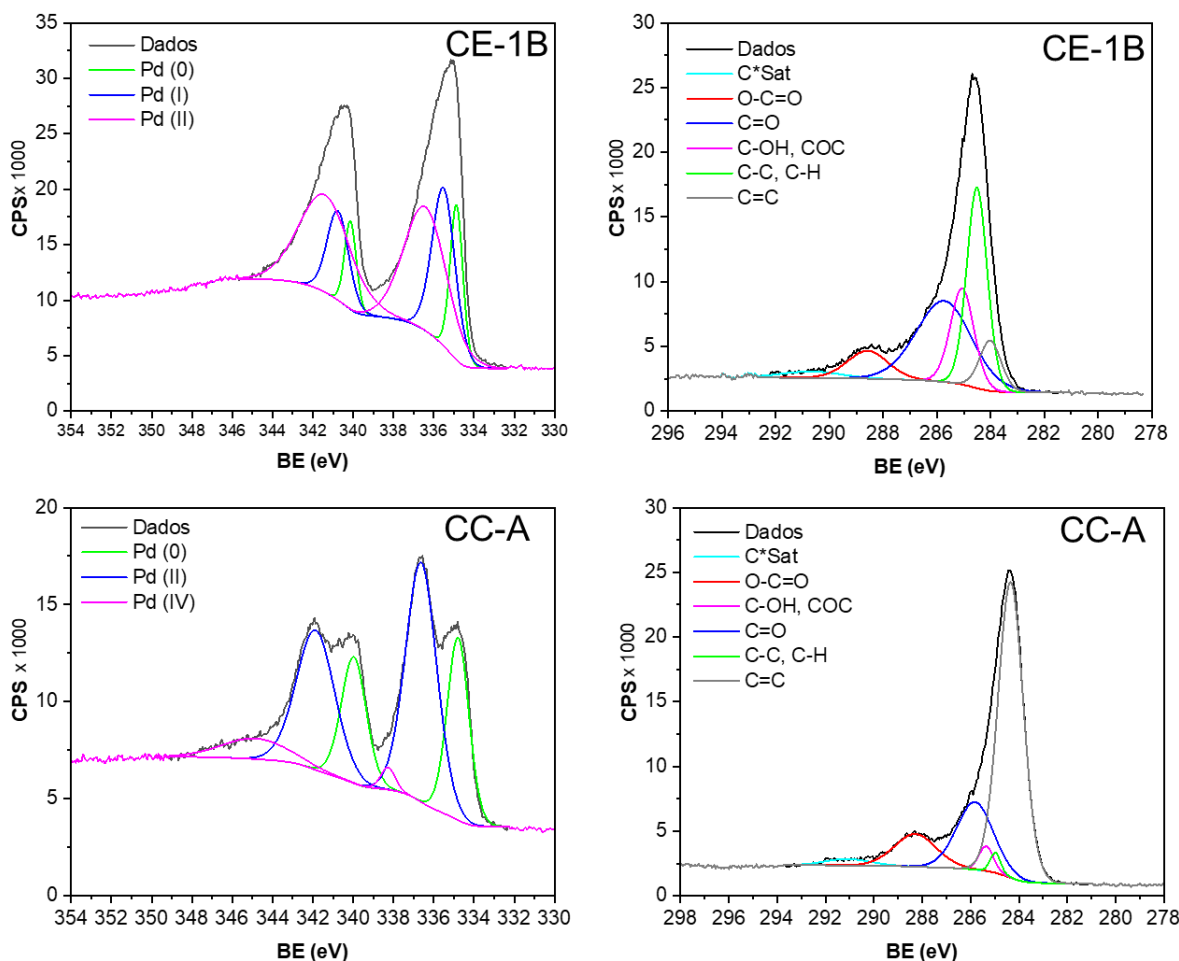 CE-1B
Dados
Pd (0)
Pd (I)
Pd (II)
35
30
25
20
15
10
5
0
CPS x 1000
354 352 350 348 346 344 342 340 338 336 334 332 330
BE (eV)
CE-1B
Dados
C*Sat
O-C=O
C=O
C-OH, COC
C-C, C-H
C=C
30
25
20
15
10
5
0
CPS x 1000
296 294 292 290 288 286 284 282 280 278
BE (eV)
CC-A
Dados
Pd (0)
Pd (II)
Pd (IV)
20
15
10
5
0
CPS x 1000
354 352 350 348 346 344 342 340 338 336 334 332 330
BE (eV)
CC-A
Dados
C*Sat
O-C=O
C-OH, COC
C=O
C-C, C-H
C=C
30
25
20
15
10
5
0
CPS x 1000
298 296 294 292 290 288 286 284 282 280 278
BE (eV)